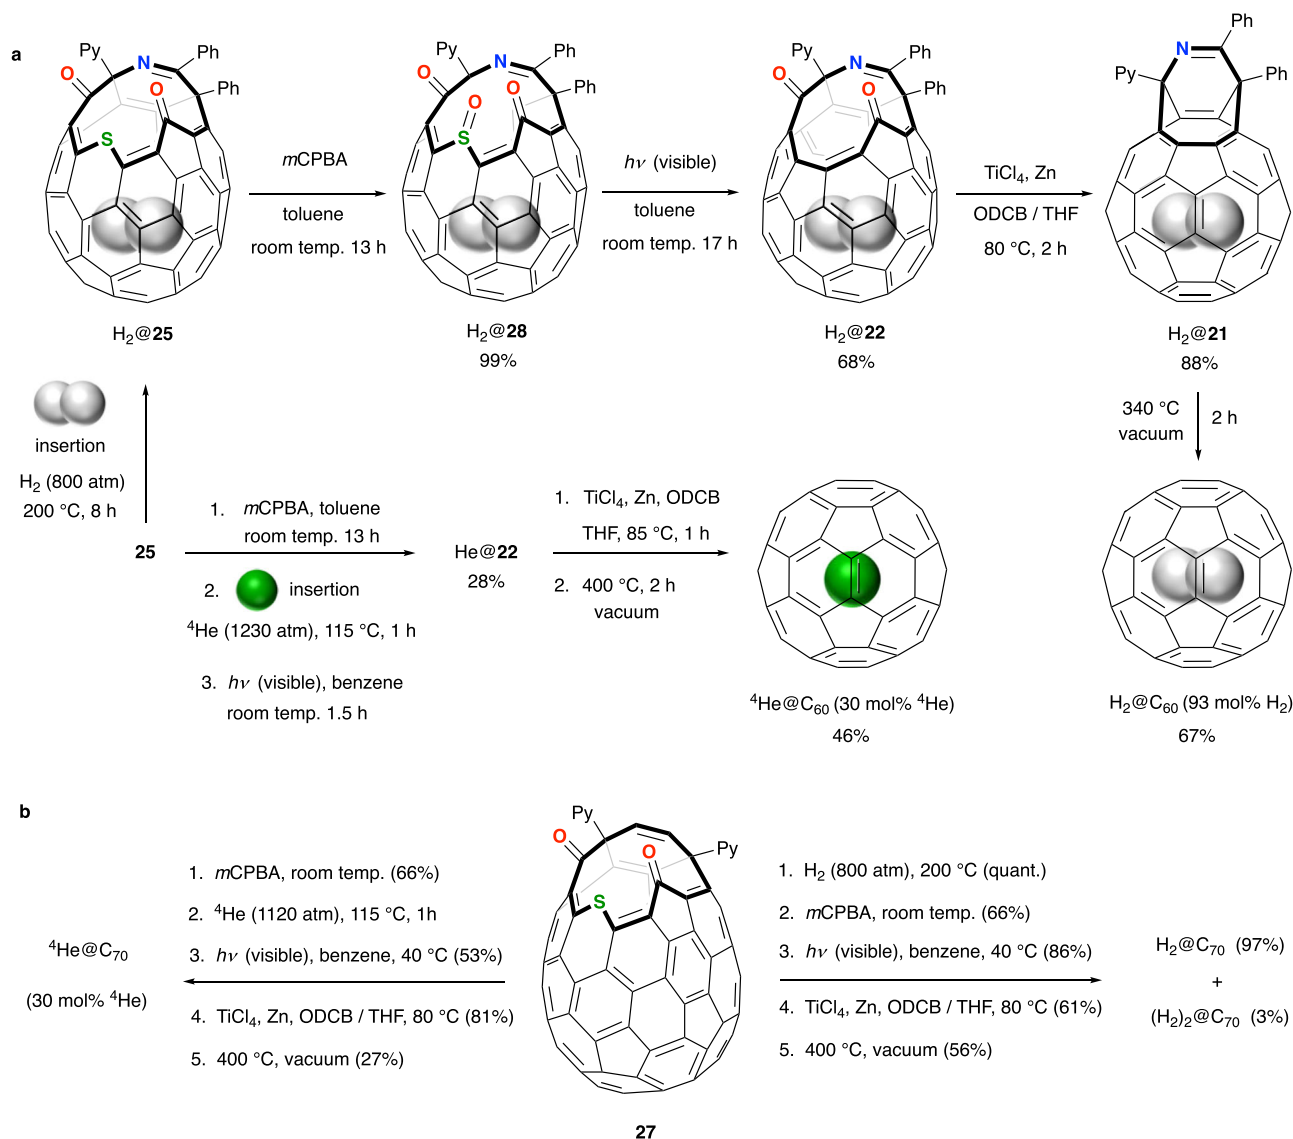 a
Py
N
Ph
O
O
Ph
S
H₂@25
mCPBA
toluene
room temp. 13 h
Py
N
Ph
O
O
O
Ph
S
H₂@28
99%
hν (visible)
toluene
room temp. 17 h
Py
N
Ph
O
O
Ph
H₂@22
68%
TiCl₄, Zn
ODCB / THF
80 °C, 2 h
Ph
N
Py
Ph
H₂@21
88%
340 °C
vacuum
2 h
insertion
H₂ (800 atm)
200 °C, 8 h
25
1. mCPBA, toluene
room temp. 13 h
2. insertion
⁴He (1230 atm), 115 °C, 1 h
3. hν (visible), benzene
room temp. 1.5 h
He@22
28%
1. TiCl₄, Zn, ODCB
THF, 85 °C, 1 h
2. 400 °C, 2 h
vacuum
⁴He@C₆₀ (30 mol% ⁴He)
46%
H₂@C₆₀ (93 mol% H₂)
67%
b
⁴He@C₇₀
(30 mol% ⁴He)
1. mCPBA, room temp. (66%)
2. ⁴He (1120 atm), 115 °C, 1h
3. hν (visible), benzene, 40 °C (53%)
4. TiCl₄, Zn, ODCB / THF, 80 °C (81%)
5. 400 °C, vacuum (27%)
Py
O
O
Py
S
27
1. H₂ (800 atm), 200 °C (quant.)
2. mCPBA, room temp. (66%)
3. hν (visible), benzene, 40 °C (86%)
4. TiCl₄, Zn, ODCB / THF, 80 °C (61%)
5. 400 °C, vacuum (56%)
H₂@C₇₀ (97%)
+
(H₂)₂@C₇₀ (3%)